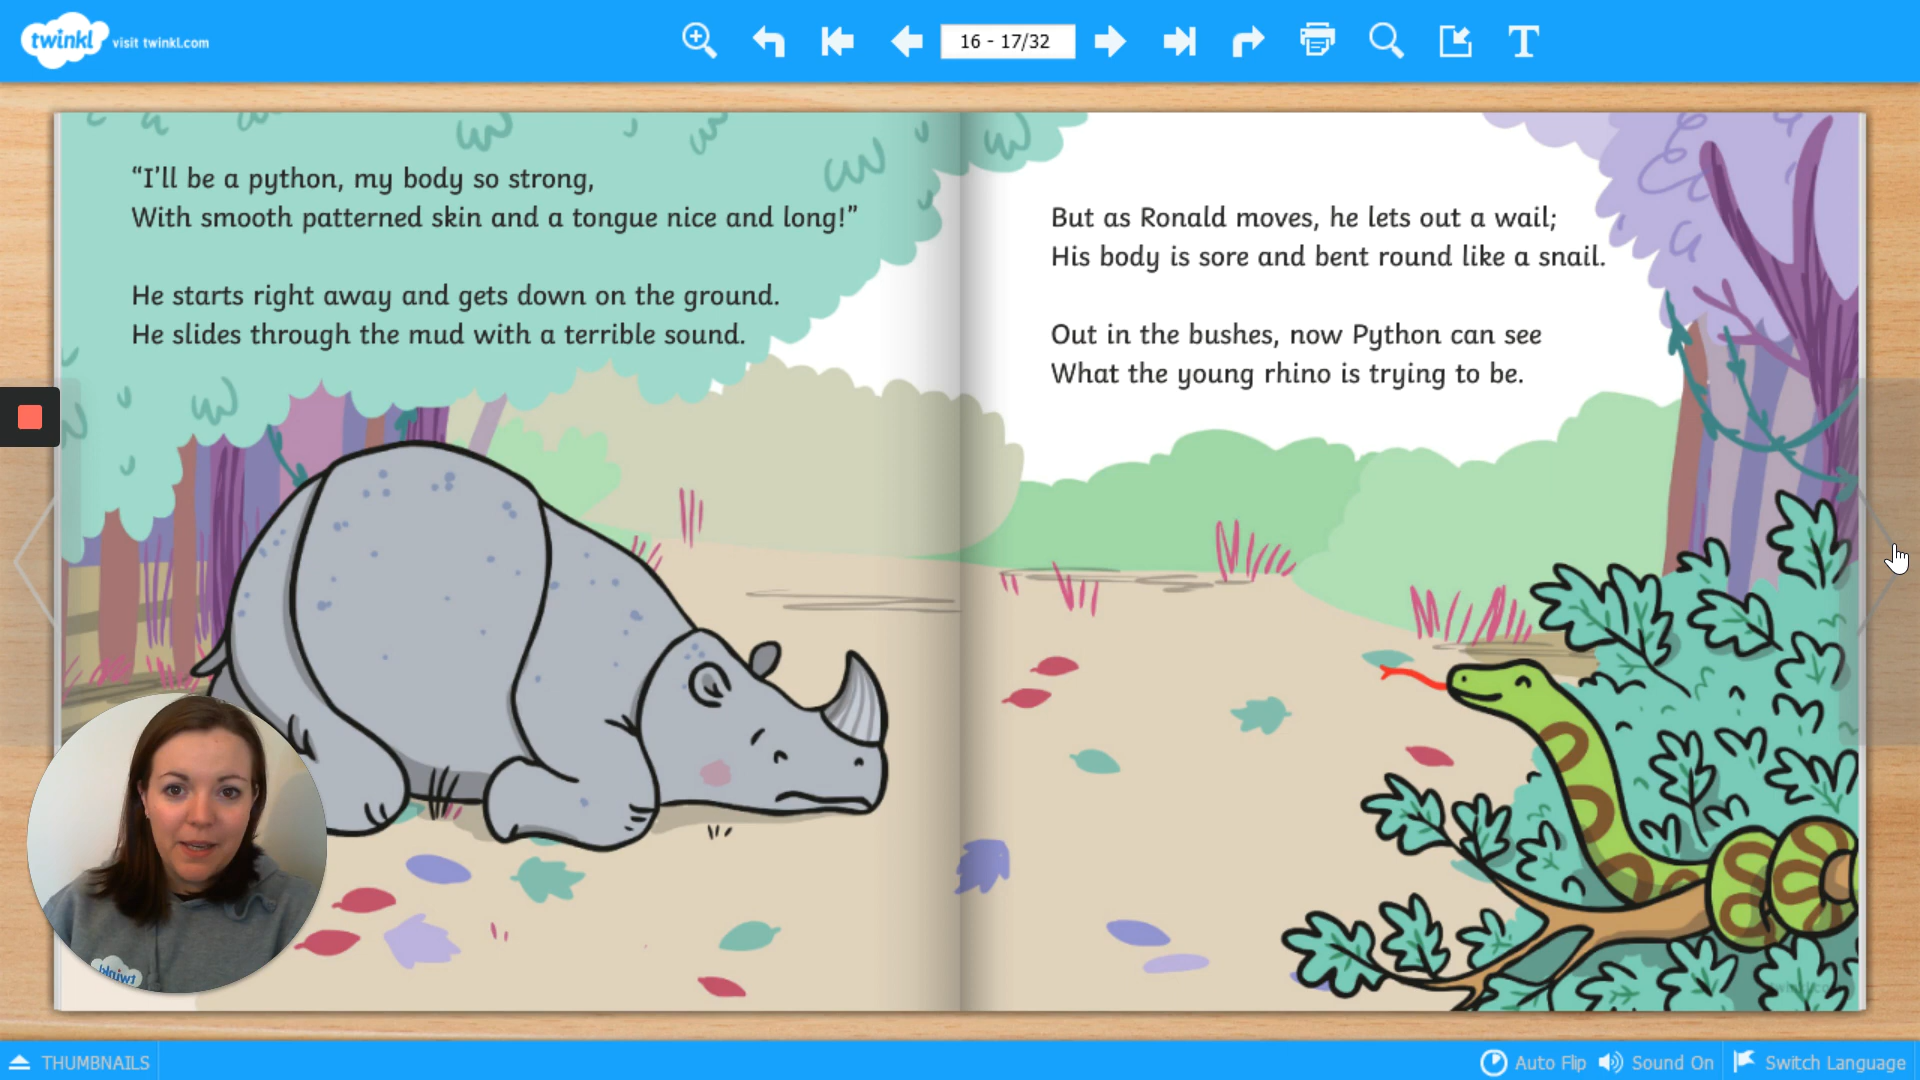 twinkl visit twinkl.com
16 - 17/32
“I’ll be a python, my body so strong,
With smooth patterned skin and a tongue nice and long!”
He starts right away and gets down on the ground.
He slides through the mud with a terrible sound.
But as Ronald moves, he lets out a wail;
His body is sore and bent round like a snail.
Out in the bushes, now Python can see
What the young rhino is trying to be.
twinkl
THUMBNAILS
Auto Flip
Sound On
Switch Language